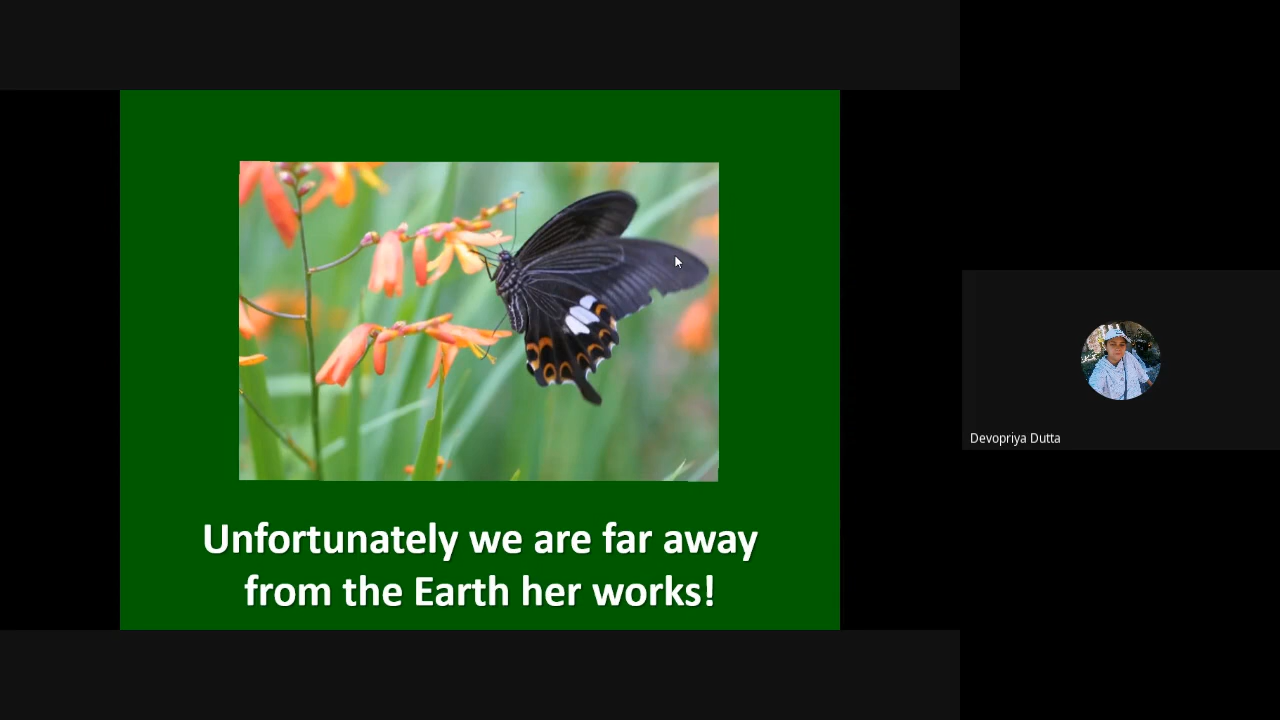 Unfortunately we are far away
from the Earth her works!
Devopriya Dutta